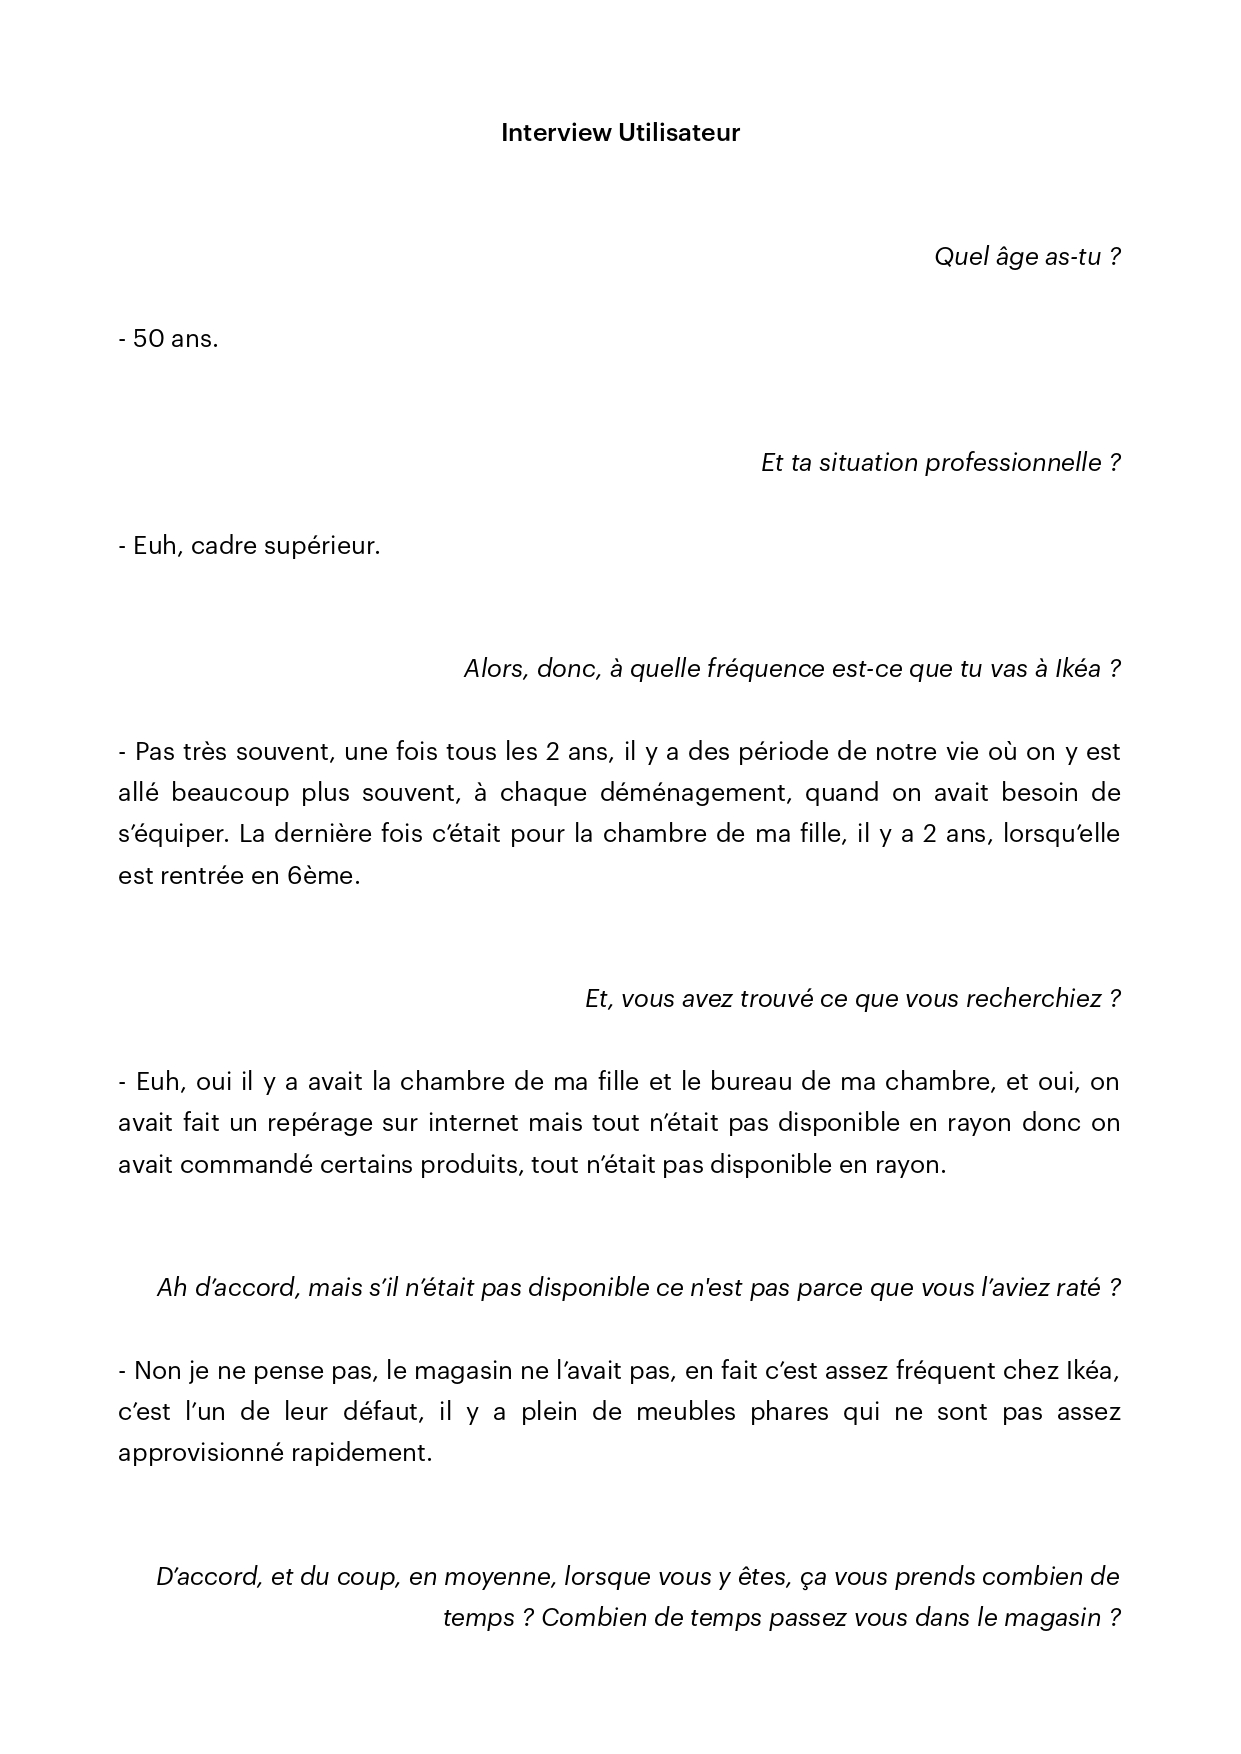 Interview Utilisateur
Quel âge as-tu ?
- 50 ans.
Et ta situation professionnelle ?
- Euh, cadre supérieur.
Alors, donc, à quelle fréquence est-ce que tu vas à Ikéa ?
- Pas très souvent, une fois tous les 2 ans, il y a des période de notre vie où on y est
allé beaucoup plus souvent, à chaque déménagement, quand on avait besoin de
s’équiper. La dernière fois c’était pour la chambre de ma fille, il y a 2 ans, lorsqu’elle
est rentrée en 6ème.
Et, vous avez trouvé ce que vous recherchiez ?
- Euh, oui il y a avait la chambre de ma fille et le bureau de ma chambre, et oui, on
avait fait un repérage sur internet mais tout n’était pas disponible en rayon donc on
avait commandé certains produits, tout n’était pas disponible en rayon.
Ah d’accord, mais s’il n’était pas disponible ce n'est pas parce que vous l’aviez raté ?
- Non je ne pense pas, le magasin ne l’avait pas, en fait c’est assez fréquent chez Ikéa,
c’est l’un de leur défaut, il y a plein de meubles phares qui ne sont pas assez
approvisionné rapidement.
D’accord, et du coup, en moyenne, lorsque vous y êtes, ça vous prends combien de
temps ? Combien de temps passez vous dans le magasin ?